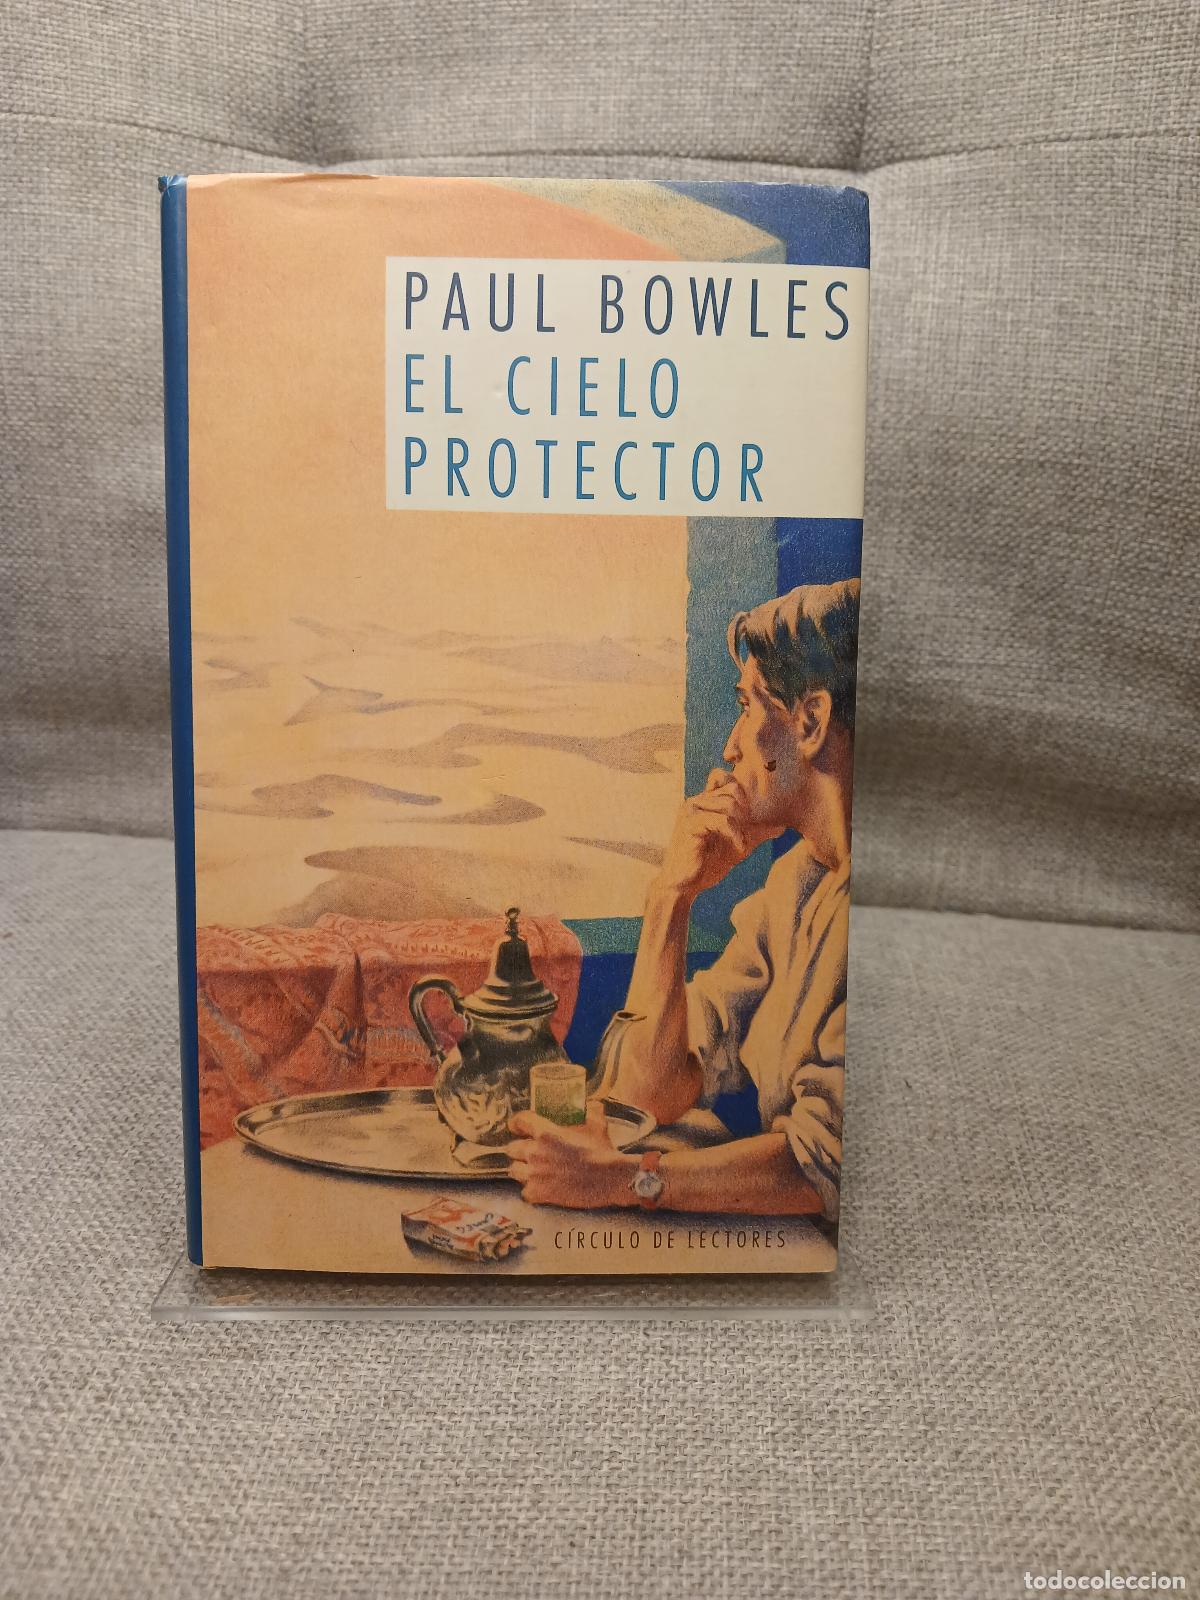 PAUL BOWLES
EL CIELO
PROTECTOR
CÍRCULO DE LECTORES
todocoleccion